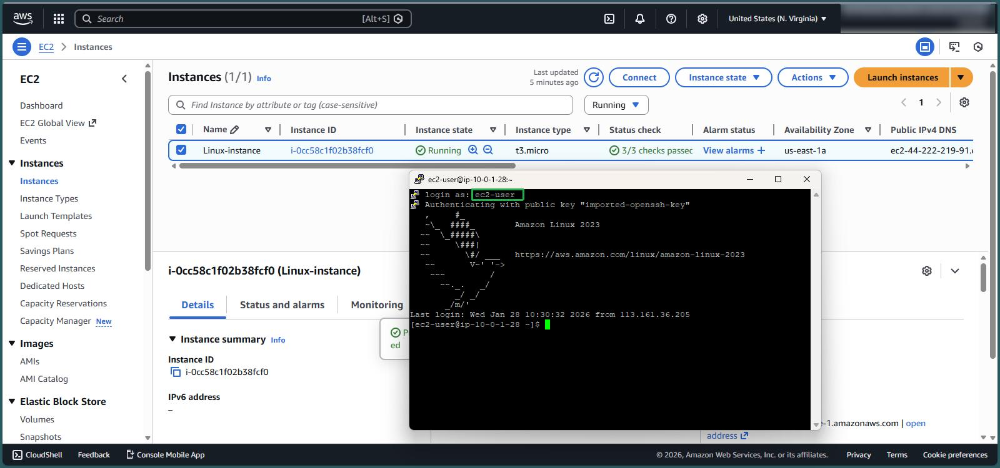 aws
Search [Alt+S]
United States (N. Virginia)
EC2 > Instances
EC2
Dashboard
EC2 Global View
Events
Instances
Instances
Instance Types
Launch Templates
Spot Requests
Savings Plans
Reserved Instances
Dedicated Hosts
Capacity Reservations
Capacity Manager New
Images
AMIs
AMI Catalog
Elastic Block Store
Volumes
Snapshots
Instances (1/1) Info
Last updated
5 minutes ago
Connect
Instance state
Actions
Launch instances
Find Instance by attribute or tag (case-sensitive)
Running
1
Name Instance ID Instance state Instance type Status check Alarm status Availability Zone Public IPv4 DNS
Linux-instance i-0cc58c1f02b38fcf0 Running t3.micro 3/3 checks passec View alarms + us-east-1a ec2-44-222-219-91.
ec2-user@ip-10-0-1-28:~
login as: ec2-user
Authenticating with public key "imported-openssh-key"
   ,     #_
   ~\_  ####_        Amazon Linux 2023
  ~~  \_#####\
  ~~     \###|
  ~~       \#/ ___   https://aws.amazon.com/linux/amazon-linux-2023
   ~~       V~' '->
    ~~~         /
      ~~._.   _/
         _/ _/
       _/m/'
Last login: Wed Jan 28 10:30:32 2026 from 113.161.36.205
[ec2-user@ip-10-0-1-28 ~]$
i-0cc58c1f02b38fcf0 (Linux-instance)
Details
Status and alarms
Monitoring
ed
Instance summary Info
Instance ID
i-0cc58c1f02b38fcf0
IPv6 address
–
-1.amazonaws.com | open
address
CloudShell
Feedback
Console Mobile App
© 2026, Amazon Web Services, Inc. or its affiliates.
Privacy
Terms
Cookie preferences